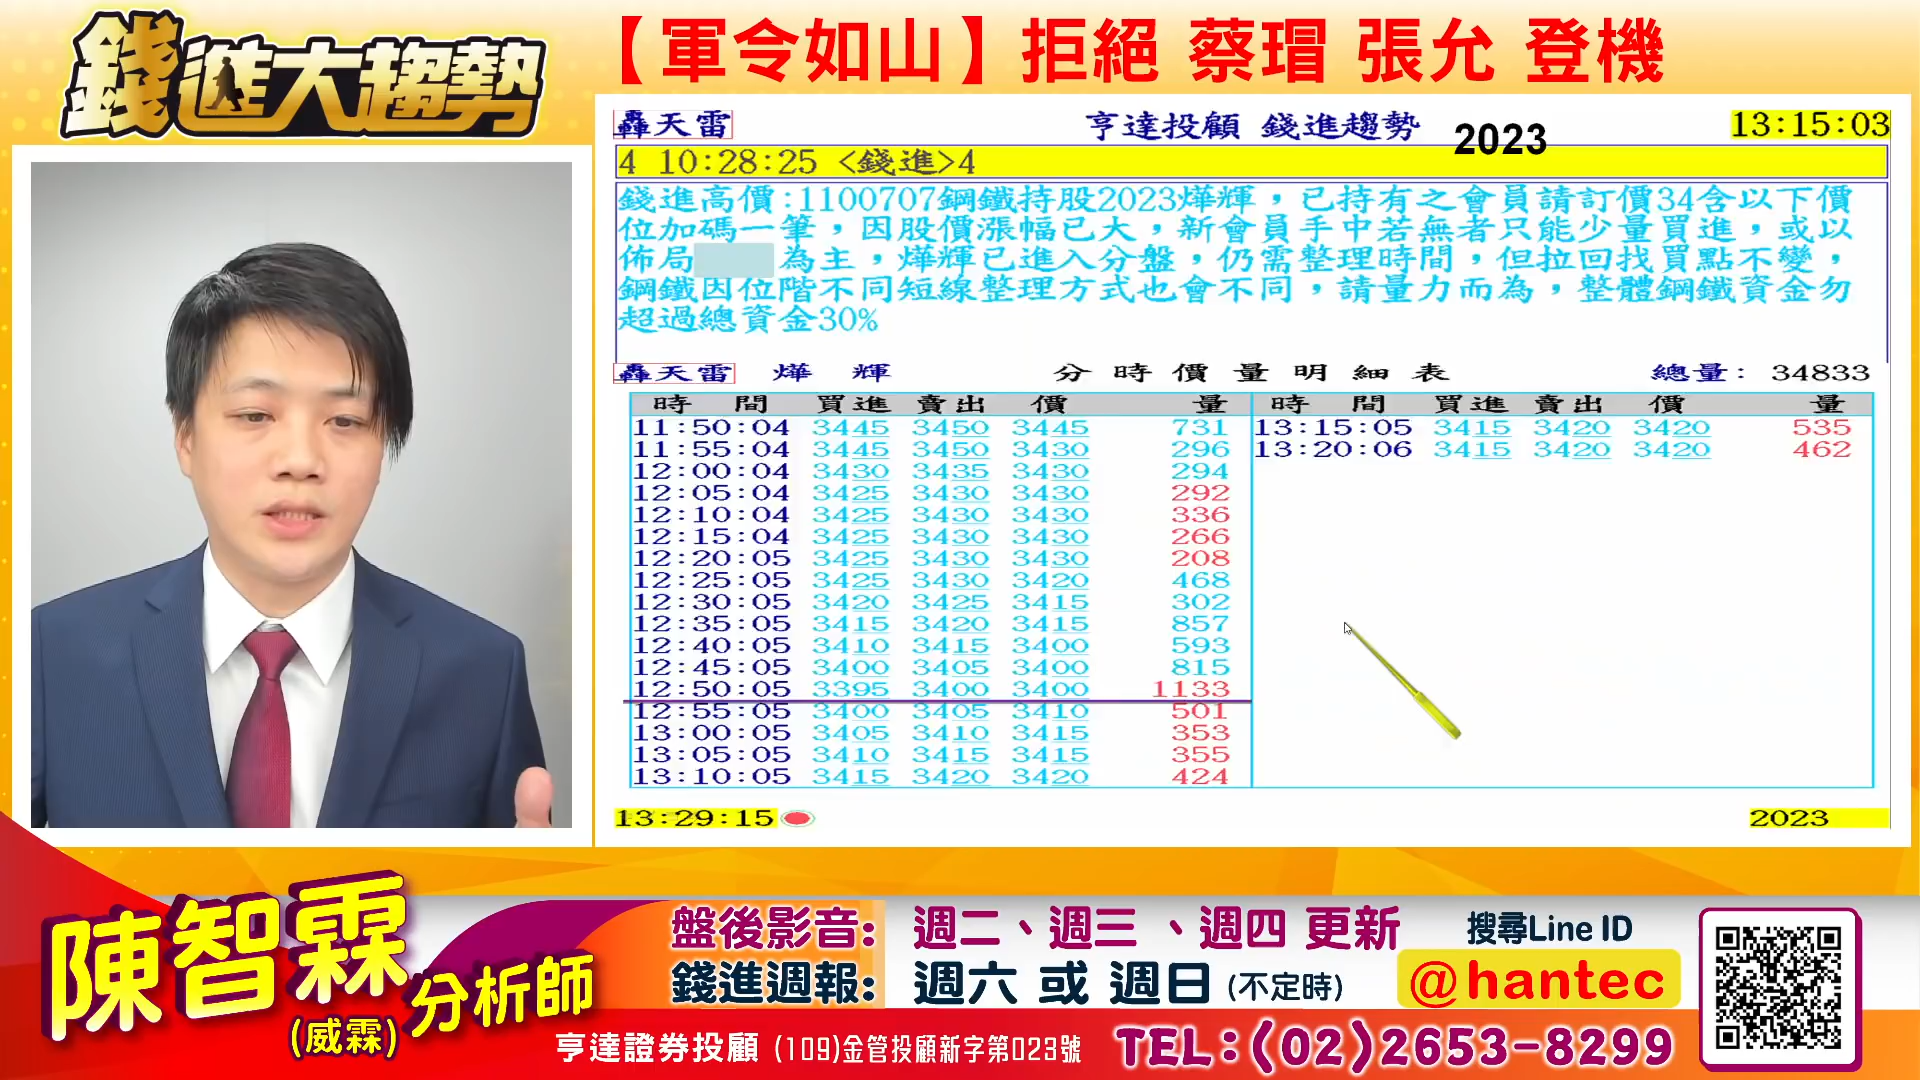 錢進大趨勢
【軍令如山】拒絕 蔡瑁 張允 登機
轟天雷 亨達投顧 錢進趨勢 2023 13:15:03
4 10:28:25 <錢進>4
錢進高價:1100707鋼鐵持股2023燁輝，已持有之會員請訂價34含以下價
位加碼一筆，因股價漲幅已大，新會員手中若無者只能少量買進，或以
佈局 為主，燁輝已進入分盤，仍需整理時間，但拉回找買點不變，
鋼鐵因位階不同短線整理方式也會不同，請量力而為，整體鋼鐵資金勿
超過總資金30%
轟天雷 燁 輝 分 時 價 量 明 細 表 總量: 34833
時 間 買進 賣出 價 量 時 間 買進 賣出 價 量
11:50:04 3445 3450 3445 731 13:15:05 3415 3420 3420 535
11:55:04 3445 3450 3430 296 13:20:06 3415 3420 3420 462
12:00:04 3430 3435 3430 294
12:05:04 3425 3430 3430 292
12:10:04 3425 3430 3430 336
12:15:04 3425 3430 3430 266
12:20:05 3425 3430 3430 208
12:25:05 3425 3430 3420 468
12:30:05 3420 3425 3415 302
12:35:05 3415 3420 3415 857
12:40:05 3410 3415 3400 593
12:45:05 3400 3405 3400 815
12:50:05 3395 3400 3400 1133
12:55:05 3400 3405 3410 501
13:00:05 3405 3410 3415 353
13:05:05 3410 3415 3415 355
13:10:05 3415 3420 3420 424
13:29:15 2023
陳智霖 分析師
(威霖)
盤後影音: 週二、週三、週四 更新
錢進週報: 週六 或 週日 (不定時)
搜尋Line ID
@hantec
亨達證券投顧 (109)金管投顧新字第023號 TEL:(02)2653-8299